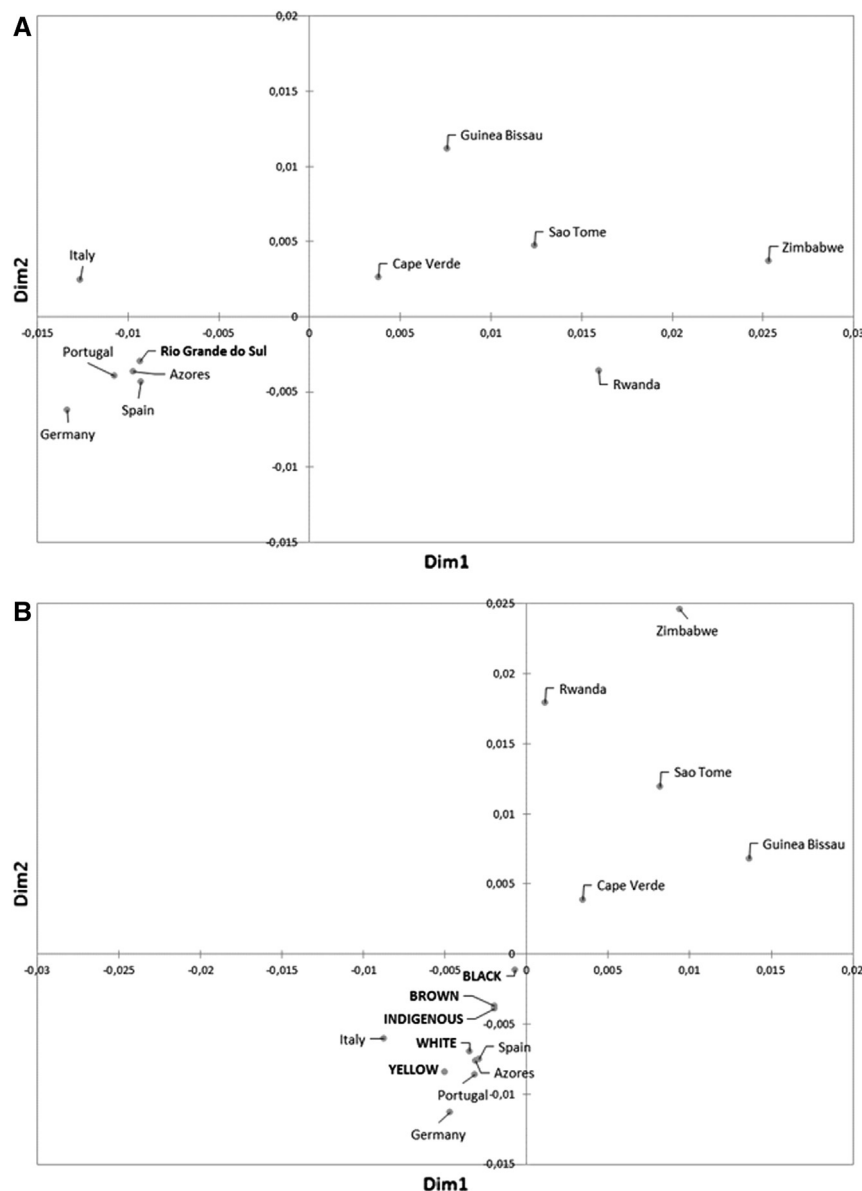 A
0,02
0,015
Guinea Bissau
0,01
Sao Tome
Zimbabwe
0,005
Italy
Cape Verde
Dim2
0
-0,015 -0,01 -0,005 0 0,005 0,01 0,015 0,02 0,025 0,03
Portugal
Rio Grande do Sul
Azores
-0,005
Rwanda
Spain
Germany
-0,01
-0,015
Dim1
B
0,025
Zimbabwe
Rwanda
0,02
0,015
Sao Tome
0,01
Guinea Bissau
Dim2
0,005
Cape Verde
0
-0,03 -0,025 -0,02 -0,015 -0,01 -0,005 0 0,005 0,01 0,015 0,02
BLACK
BROWN
INDIGENOUS
-0,005
Italy
WHITE
Spain
YELLOW
Azores
Portugal
-0,01
Germany
-0,015
Dim1